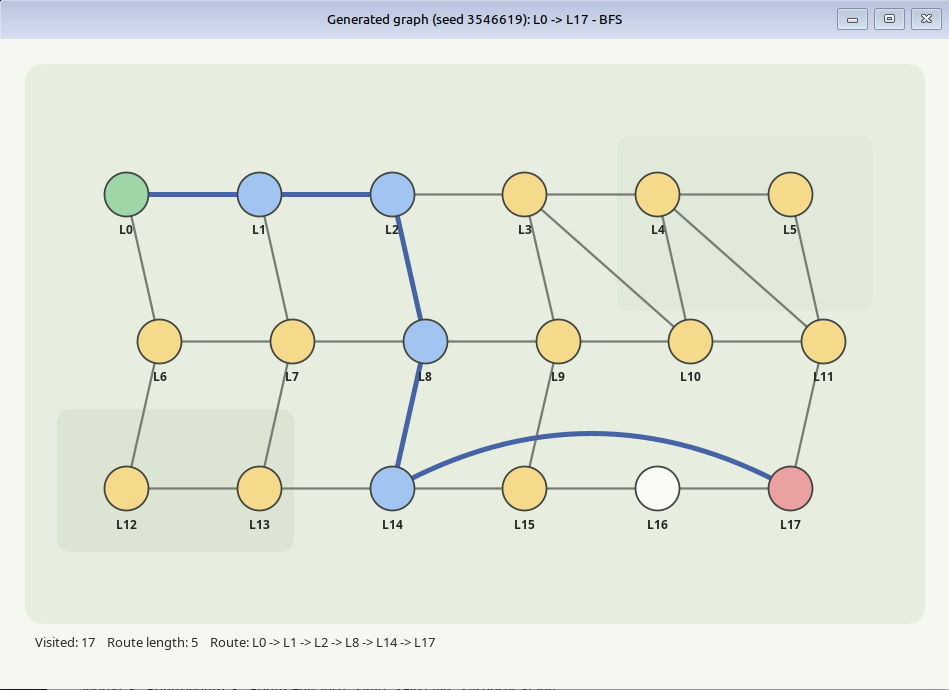 Generated graph (seed 3546619): L0 -> L17 - BFS
L0
L1
L2
L3
L4
L5
L6
L7
L8
L9
L10
L11
L12
L13
L14
L15
L16
L17
Visited: 17 Route length: 5 Route: L0 -> L1 -> L2 -> L8 -> L14 -> L17